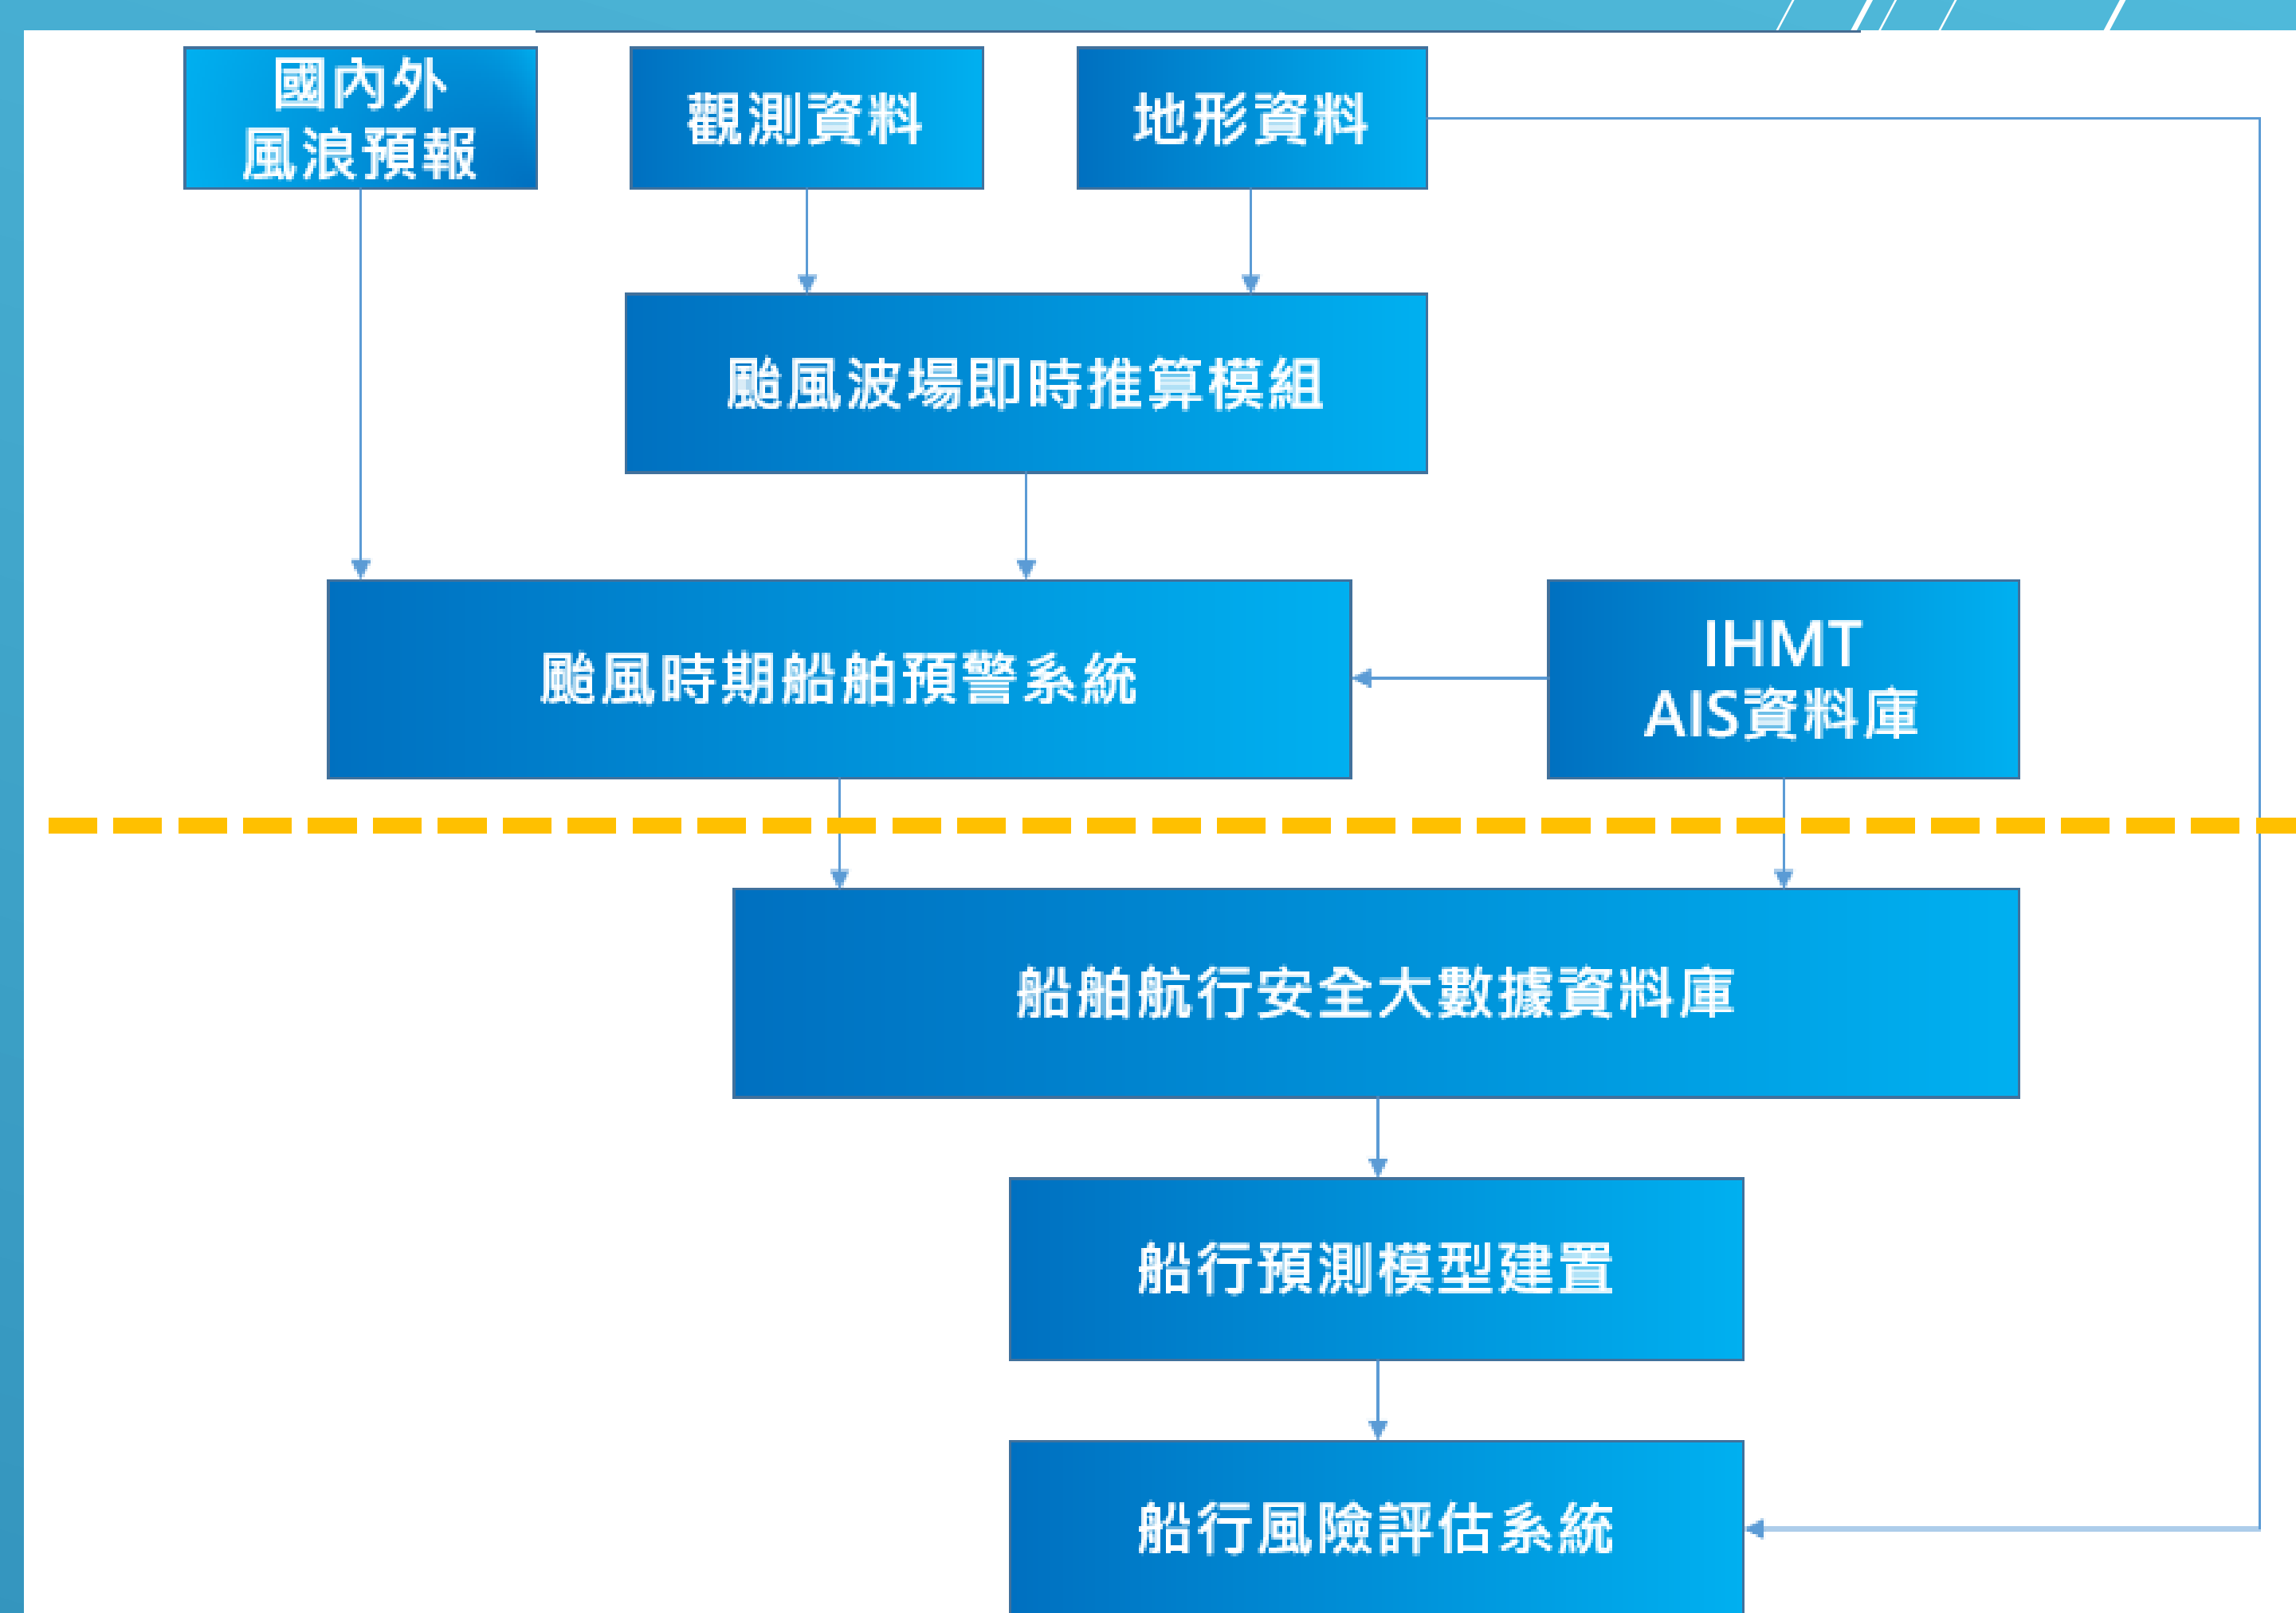 國內外
風浪預報
觀測資料
地形資料
颱風波場即時推算模組
颱風時期船舶預警系統
IHMT
AIS資料庫
船舶航行安全大數據資料庫
船行預測模型建置
船行風險評估系統